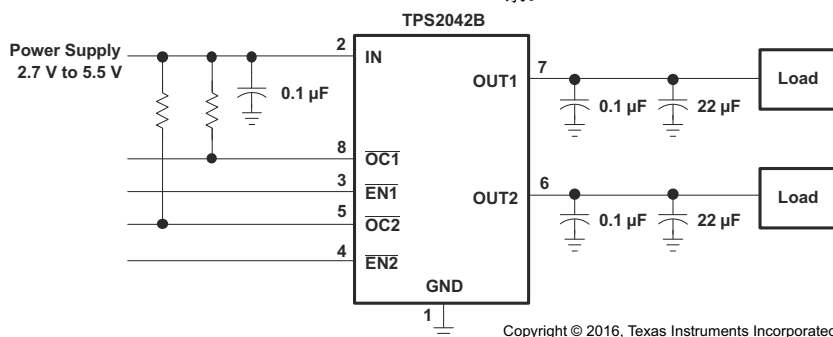 TPS2042B
Power Supply
2.7 V to 5.5 V
2
IN
0.1 µF
8
OC1
3
EN1
5
OC2
4
EN2
OUT1
7
0.1 µF
22 µF
Load
OUT2
6
0.1 µF
22 µF
Load
GND
1
Copyright © 2016, Texas Instruments Incorporated